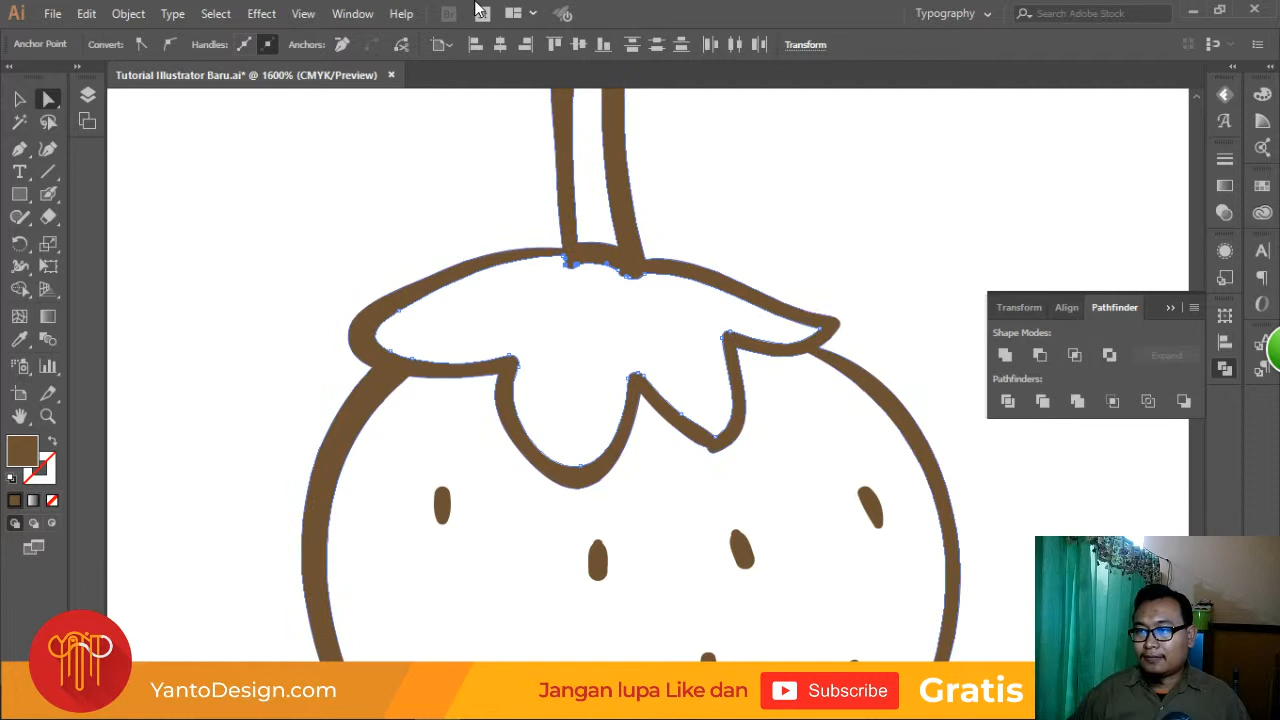 Ai File Edit Object Type Select Effect View Window Help Br Typography Search Adobe Stock
Anchor Point Convert: Handles: Anchors: Transform
Tutorial Illustrator Baru.ai* @ 1600% (CMYK/Preview)
Transform Align Pathfinder
Shape Modes:
Expand
Pathfinders:
YantoDesign.com
Jangan lupa Like dan
Subscribe
Gratis